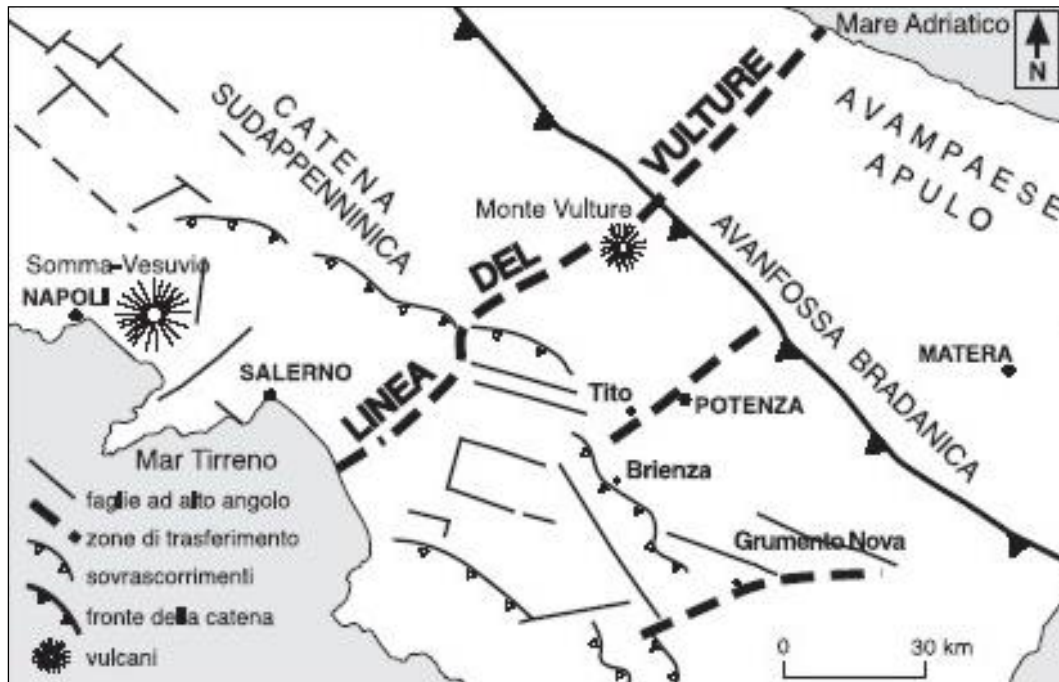 Mare Adriatico
N
CATENA
SUDAPPENNINICA
LINEA DEL VULTURE
AVAMPAESE
APULO
Monte Vulture
Somma-Vesuvio
NAPOLI
AVANFOSSA BRADANICA
MATERA
SALERNO
Tito
POTENZA
Brienza
Mar Tirreno
Grumento Nova
faglie ad alto angolo
zone di trasferimento
sovrascorrimenti
fronte della catena
vulcani
0 30 km